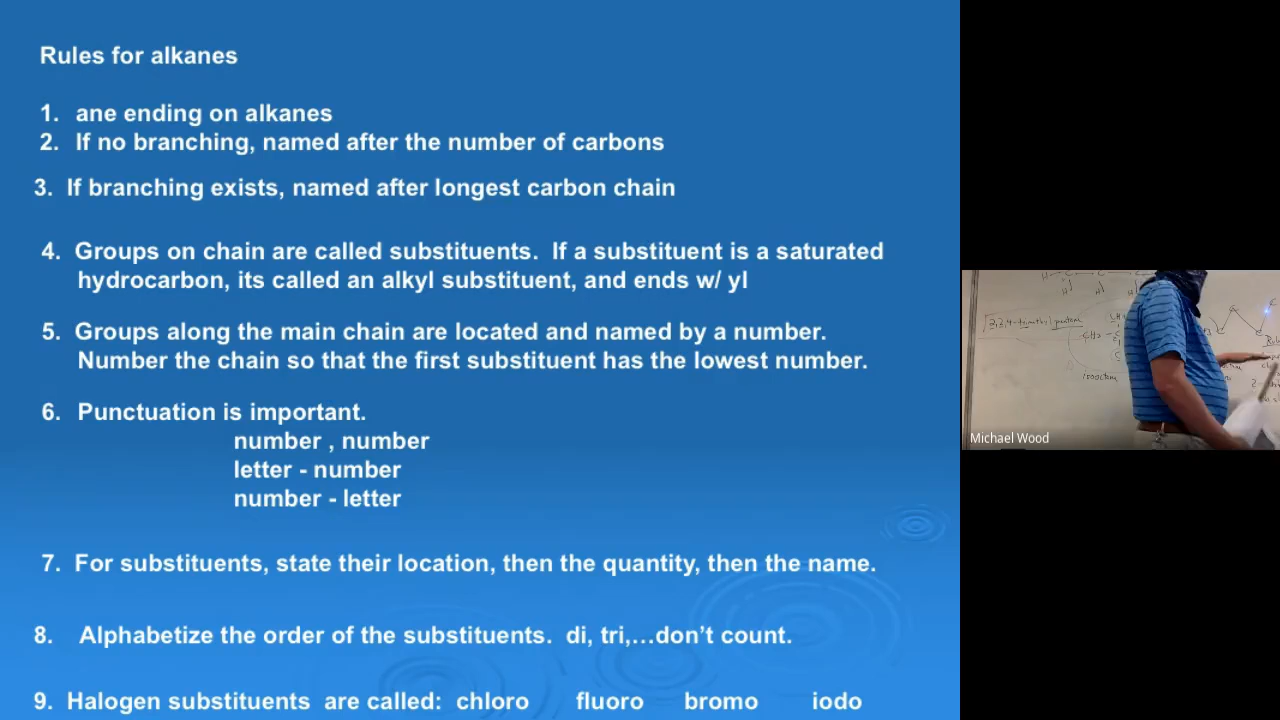 Rules for alkanes
1. ane ending on alkanes
2. If no branching, named after the number of carbons
3. If branching exists, named after longest carbon chain
4. Groups on chain are called substituents. If a substituent is a saturated
hydrocarbon, its called an alkyl substituent, and ends w/ yl
5. Groups along the main chain are located and named by a number.
Number the chain so that the first substituent has the lowest number.
6. Punctuation is important.
number , number
letter - number
number - letter
7. For substituents, state their location, then the quantity, then the name.
8. Alphabetize the order of the substituents. di, tri,...don't count.
9. Halogen substituents are called: chloro fluoro bromo iodo
Michael Wood